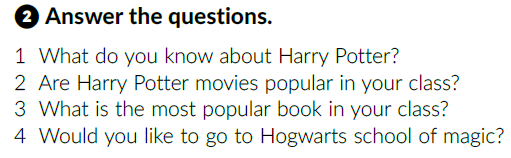 2 Answer the questions.
1 What do you know about Harry Potter?
2 Are Harry Potter movies popular in your class?
3 What is the most popular book in your class?
4 Would you like to go to Hogwarts school of magic?